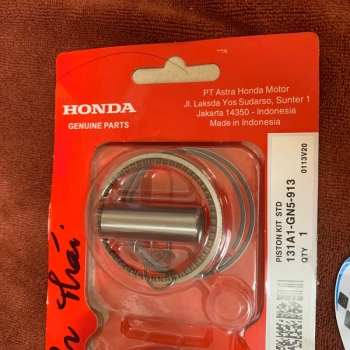 HONDA
GENUINE PARTS
PT Astra Honda Motor
Jl. Laksda Yos Sudarso, Sunter 1
Jakarta 14350 - Indonesia
Made in Indonesia
PISTON KIT STD
131A1-GN5-913
QTY 1
0113V20
Thái